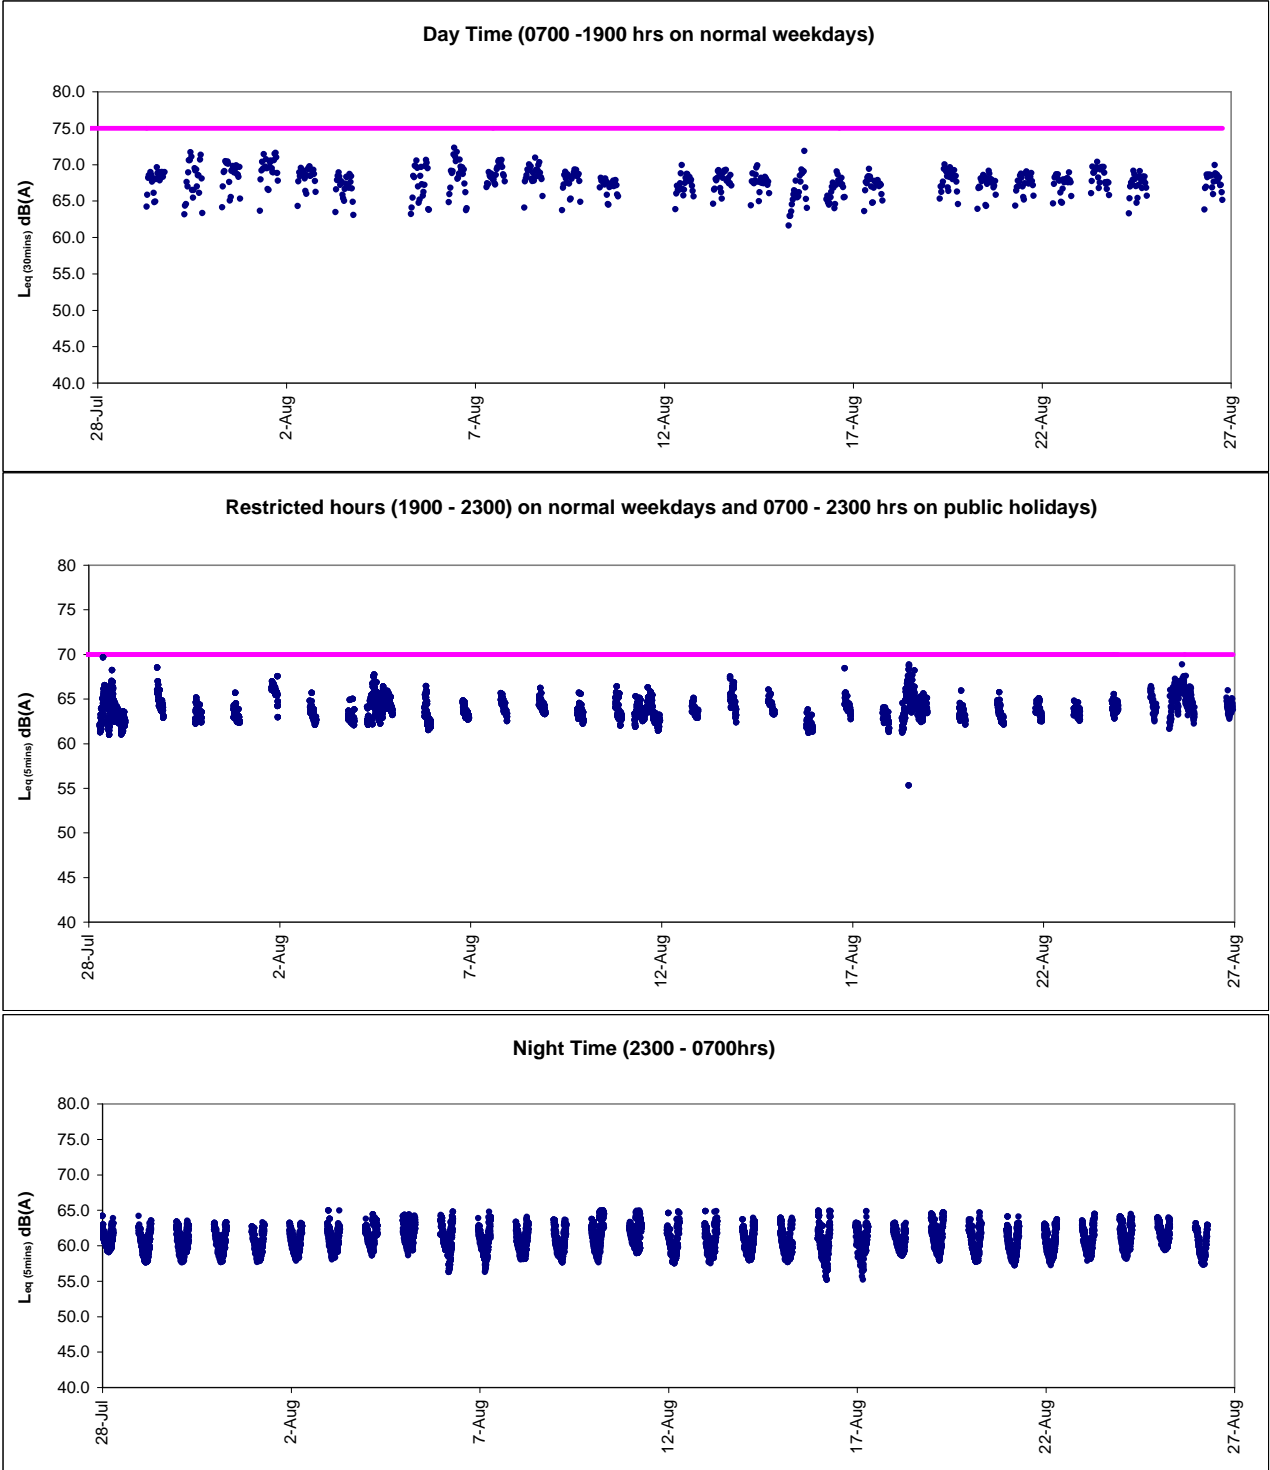 Day Time (0700 -1900 hrs on normal weekdays)
80.0
75.0
70.0
65.0
60.0
55.0
50.0
45.0
40.0
Leq (30mins) dB(A)
28-Jul
2-Aug
7-Aug
12-Aug
17-Aug
22-Aug
27-Aug
Restricted hours (1900 - 2300) on normal weekdays and 0700 - 2300 hrs on public holidays)
80
75
70
65
60
55
50
45
40
Leq (5mins) dB(A)
28-Jul
2-Aug
7-Aug
12-Aug
17-Aug
22-Aug
27-Aug
Night Time (2300 - 0700hrs)
80.0
75.0
70.0
65.0
60.0
55.0
50.0
45.0
40.0
Leq (5mins) dB(A)
28-Jul
2-Aug
7-Aug
12-Aug
17-Aug
22-Aug
27-Aug